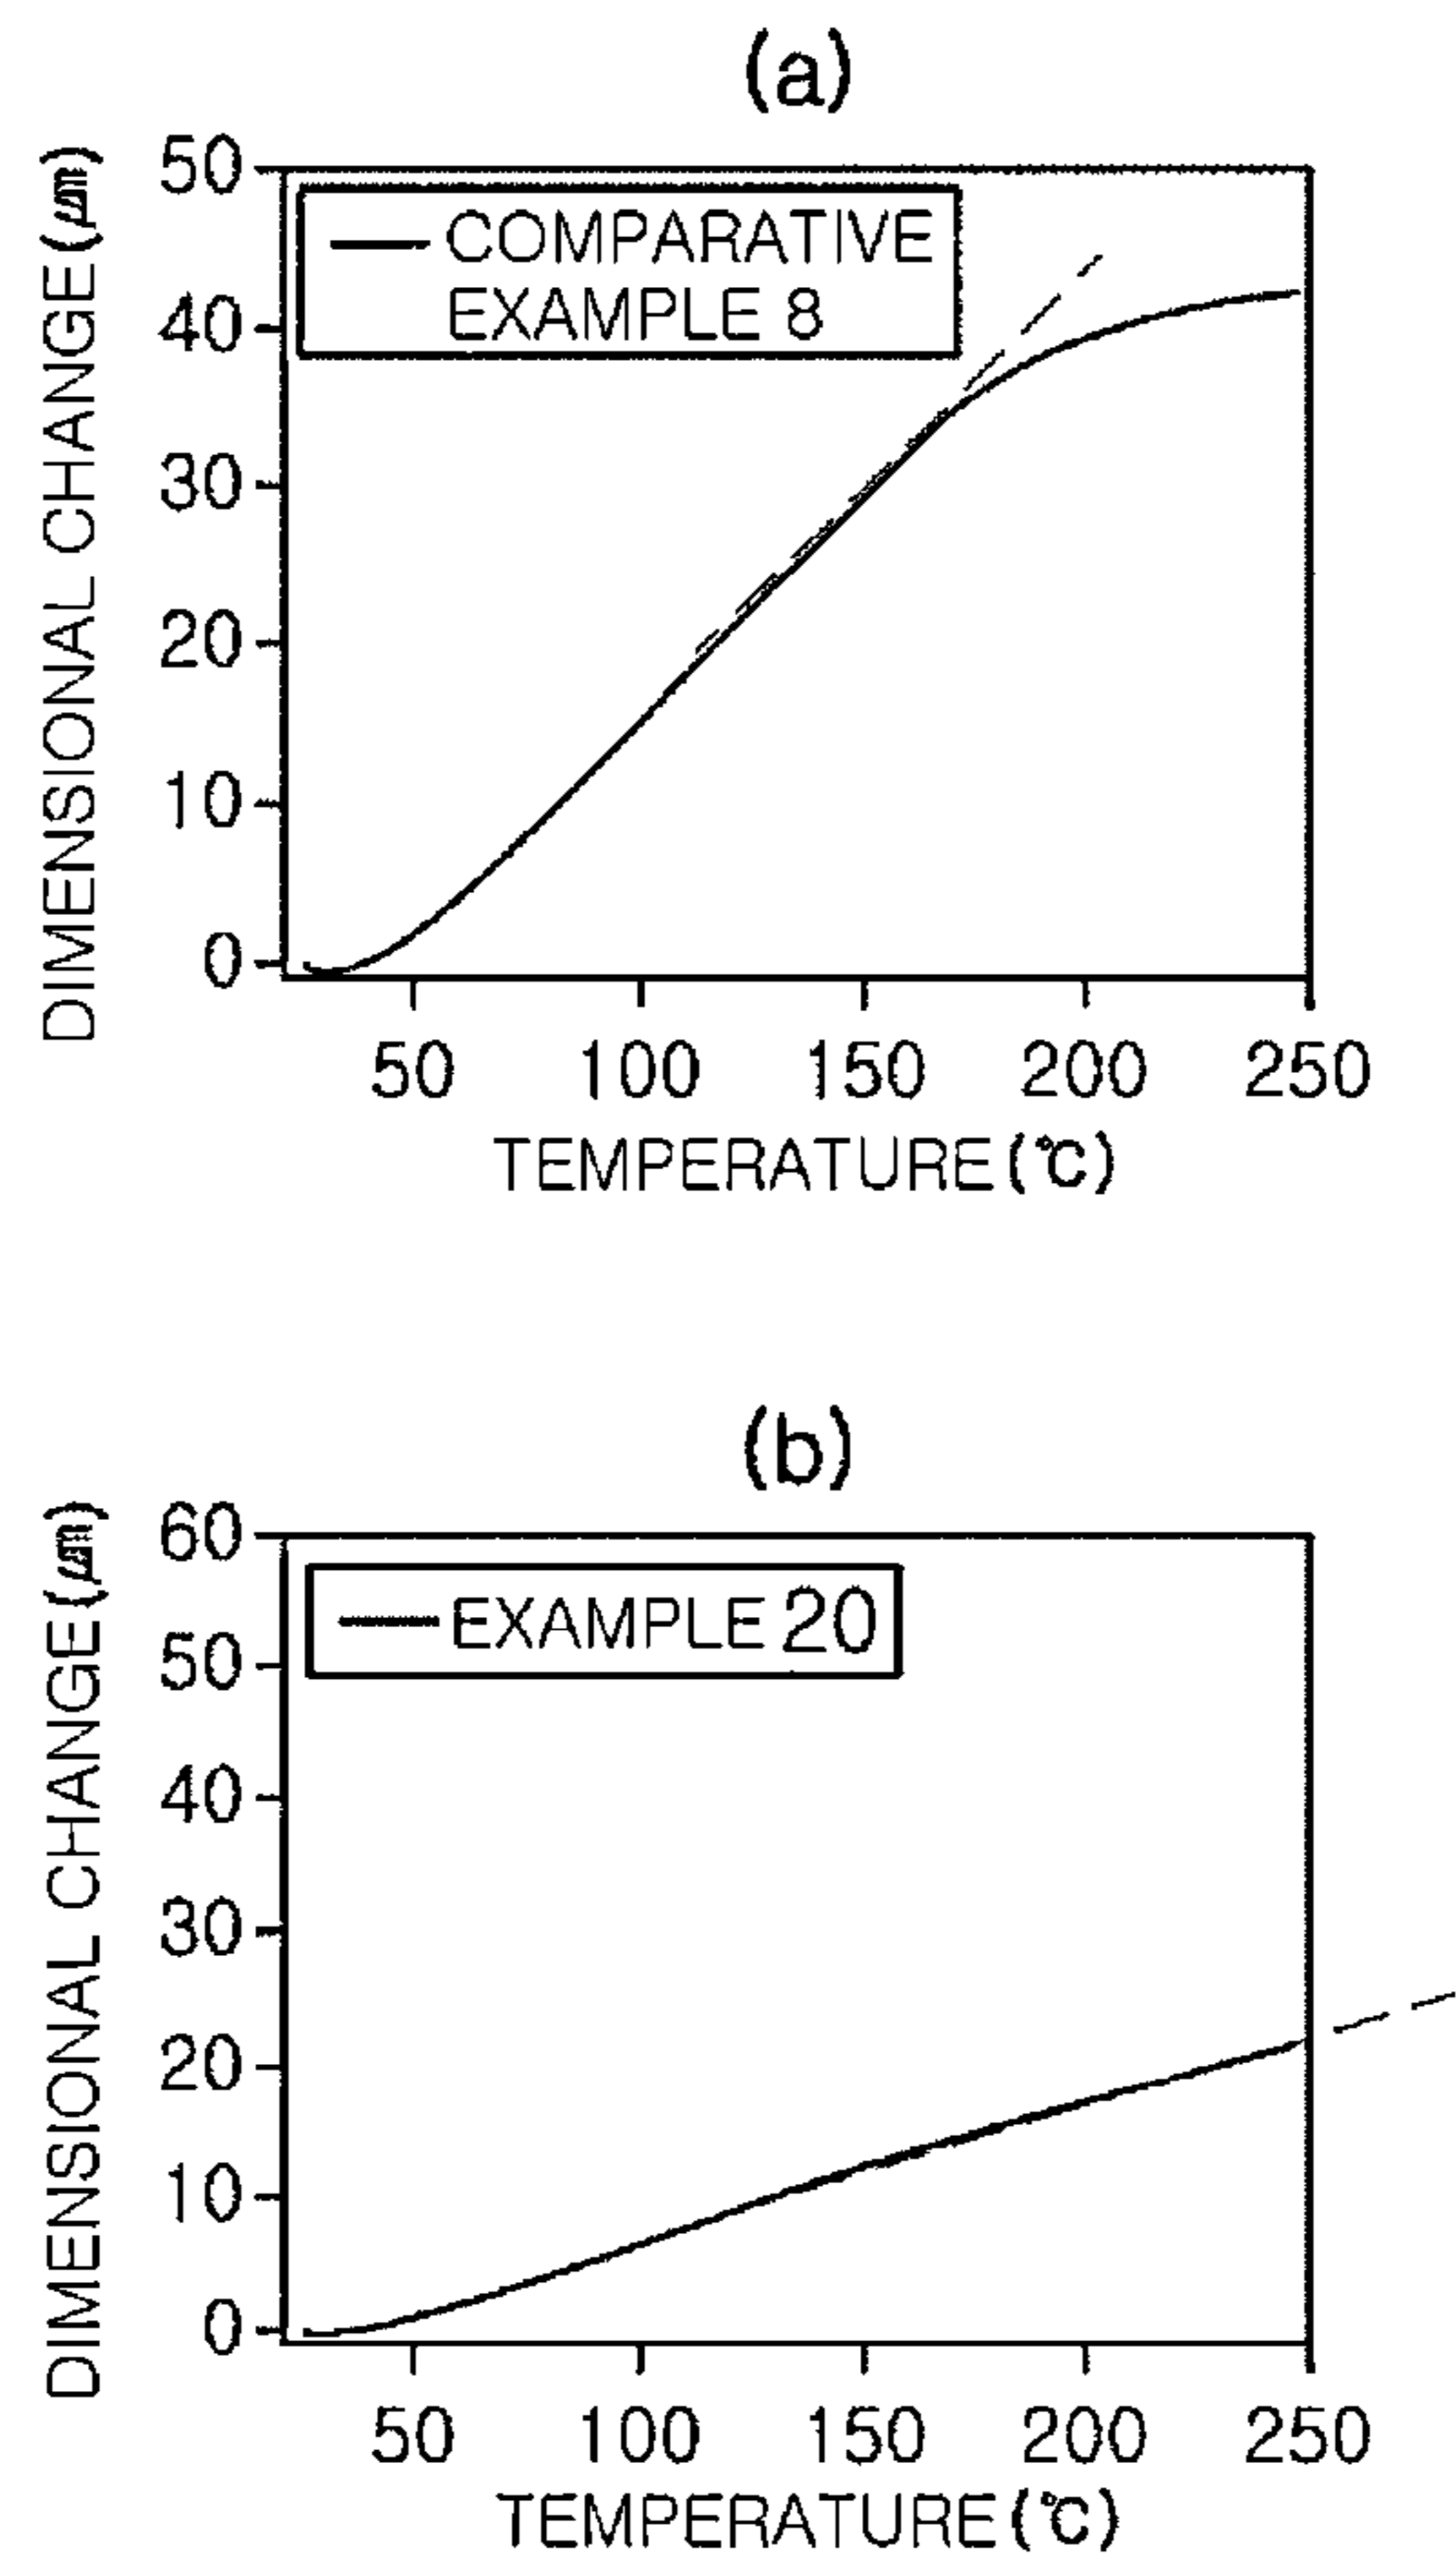 (a)
DIMENSIONAL CHANGE(㎛)
50
40
30
20
10
0
COMPARATIVE
EXAMPLE 8
50 100 150 200 250
TEMPERATURE(℃)
(b)
DIMENSIONAL CHANGE(㎛)
60
50
40
30
20
10
0
EXAMPLE 20
50 100 150 200 250
TEMPERATURE(℃)